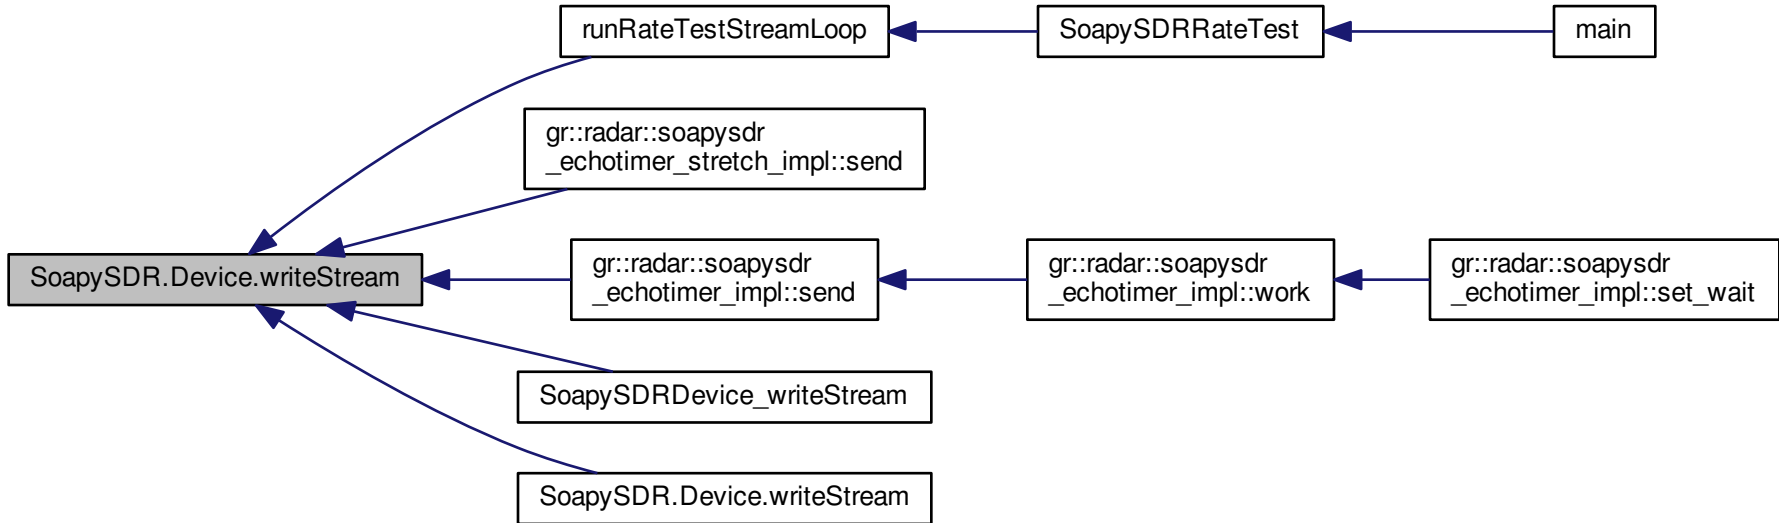 runRateTestStreamLoop
SoapySDRRateTest
main
gr::radar::soapysdr
_echotimer_stretch_impl::send
SoapySDR.Device.writeStream
gr::radar::soapysdr
_echotimer_impl::send
gr::radar::soapysdr
_echotimer_impl::work
gr::radar::soapysdr
_echotimer_impl::set_wait
SoapySDRDevice_writeStream
SoapySDR.Device.writeStream